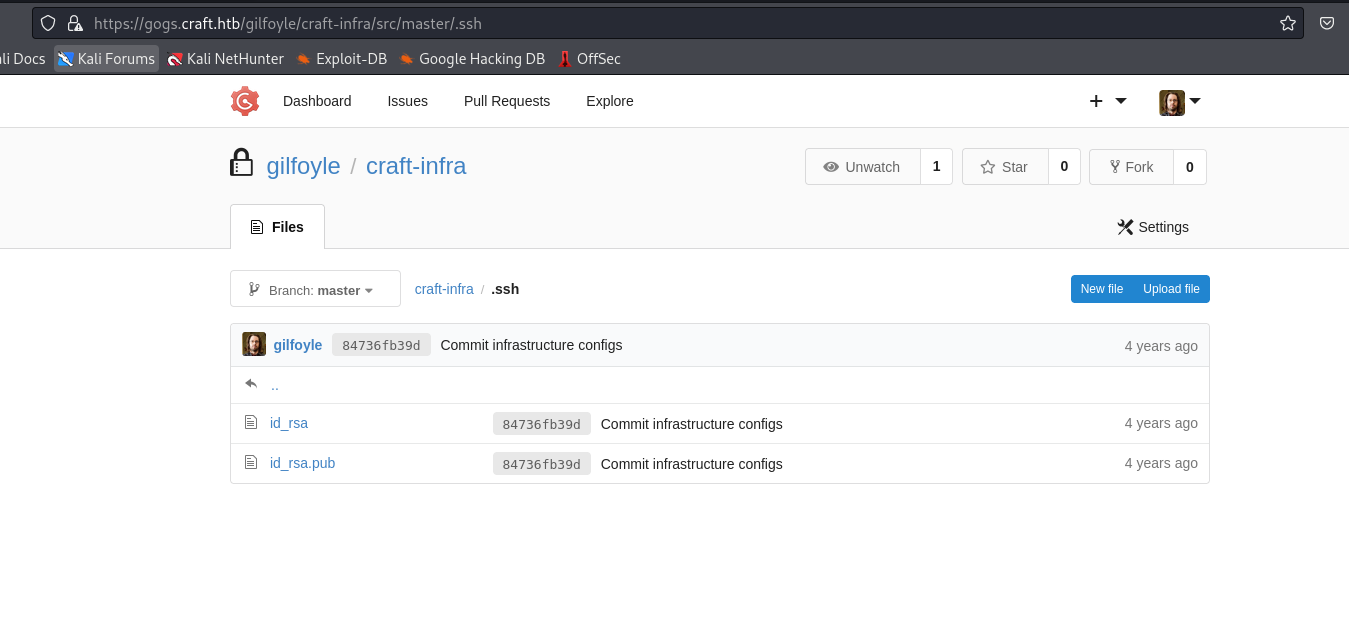 https://gogs.craft.htb/gilfoyle/craft-infra/src/master/.ssh
li Docs Kali Forums Kali NetHunter Exploit-DB Google Hacking DB OffSec
Dashboard Issues Pull Requests Explore
gilfoyle / craft-infra Unwatch 1 Star 0 Fork 0
Files Settings
Branch: master craft-infra / .ssh New file Upload file
gilfoyle 84736fb39d Commit infrastructure configs 4 years ago
..
id_rsa 84736fb39d Commit infrastructure configs 4 years ago
id_rsa.pub 84736fb39d Commit infrastructure configs 4 years ago